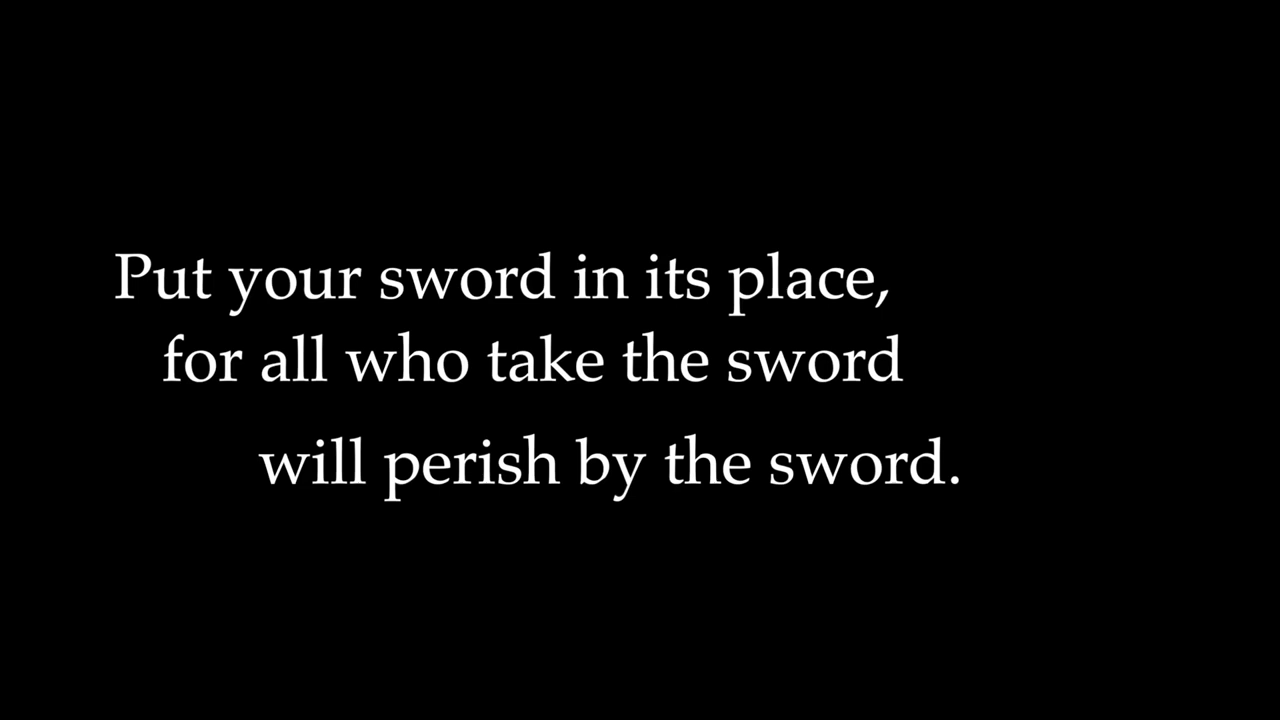 Put your sword in its place,
for all who take the sword
will perish by the sword.